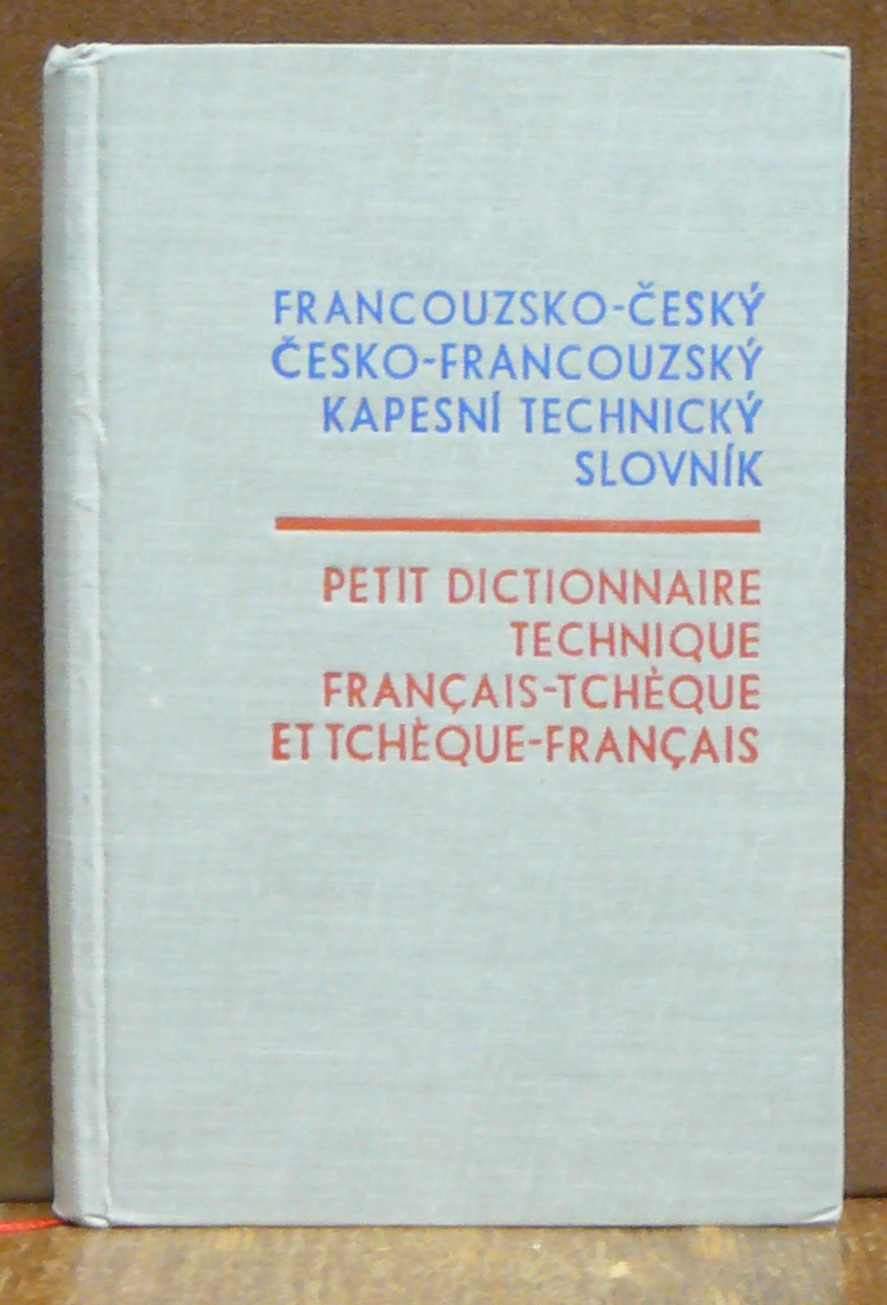 FRANCOUZSKO-ČESKÝ
ČESKO-FRANCOUZSKÝ
KAPESNÍ TECHNICKÝ
SLOVNÍK
PETIT DICTIONNAIRE
TECHNIQUE
FRANÇAIS-TCHÈQUE
ET TCHÈQUE-FRANÇAIS